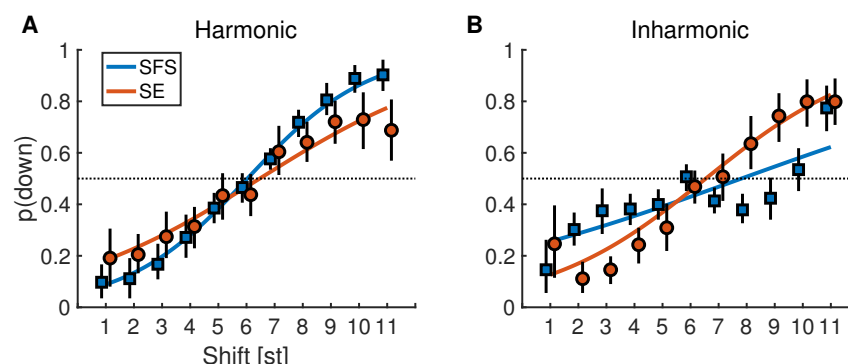 A
Harmonic
B
Inharmonic
SFS
SE
p(down)
1
0.8
0.6
0.4
0.2
0
1 2 3 4 5 6 7 8 9 10 11
Shift [st]
1
0.8
0.6
0.4
0.2
0
1 2 3 4 5 6 7 8 9 10 11